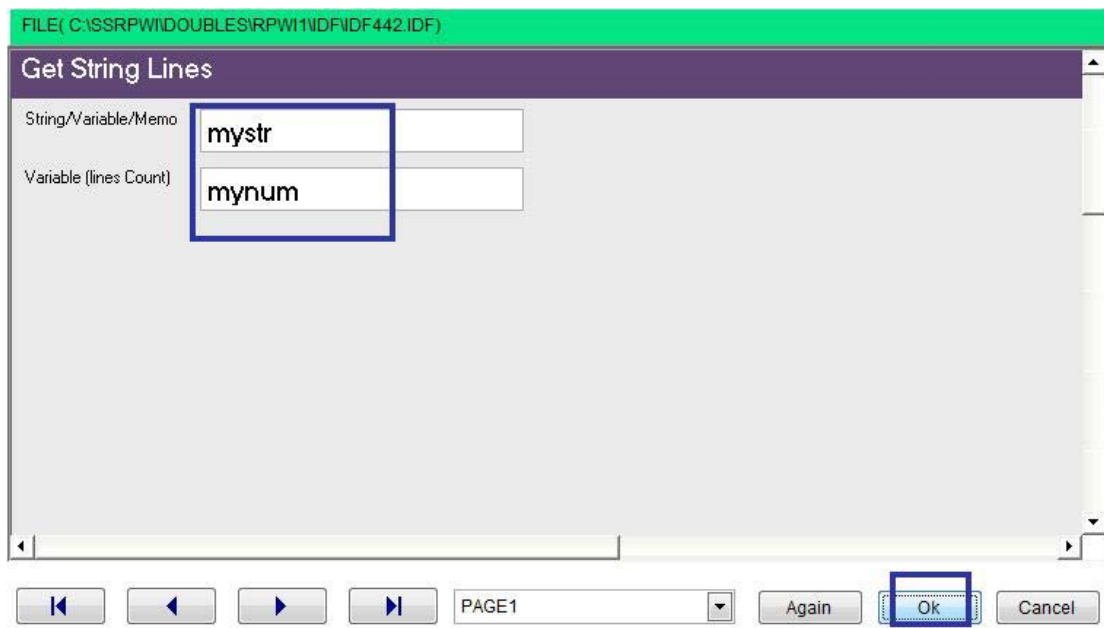 FILE( C:\SSRPWI\DOUBLES\RPWI1\IDF\IDF442.IDF)
Get String Lines
String/Variable/Memo
mystr
Variable (lines Count)
mynum
PAGE1 Again Ok Cancel